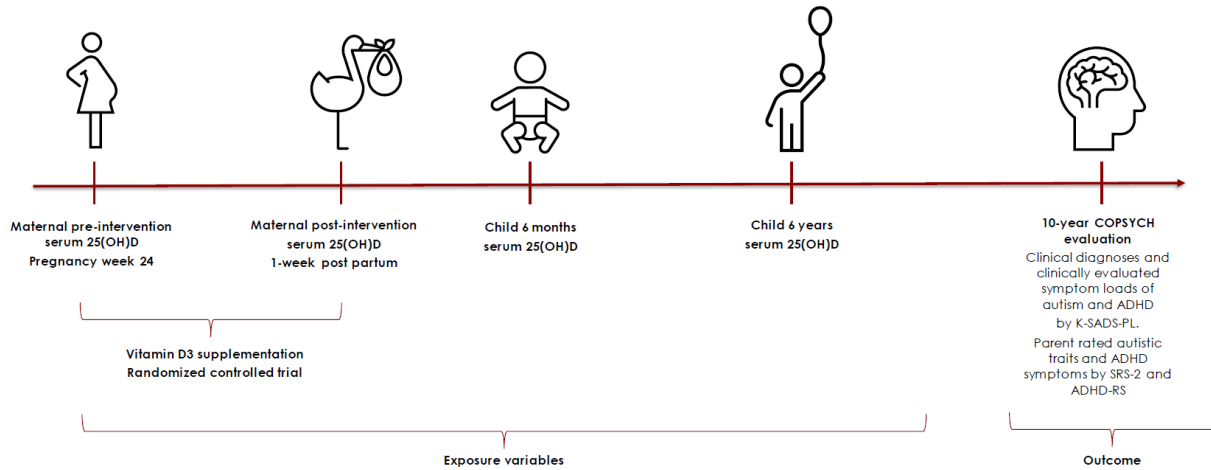 Maternal pre-intervention
serum 25(OH)D
Pregnancy week 24
Maternal post-intervention
serum 25(OH)D
1-week post partum
Child 6 months
serum 25(OH)D
Child 6 years
serum 25(OH)D
10-year COPSYCH
evaluation
Clinical diagnoses and
clinically evaluated
symptom loads of
autism and ADHD
by K-SADS-PL.
Parent rated autistic
traits and ADHD
symptoms by SRS-2 and
ADHD-RS
Vitamin D3 supplementation
Randomized controlled trial
Exposure variables
Outcome